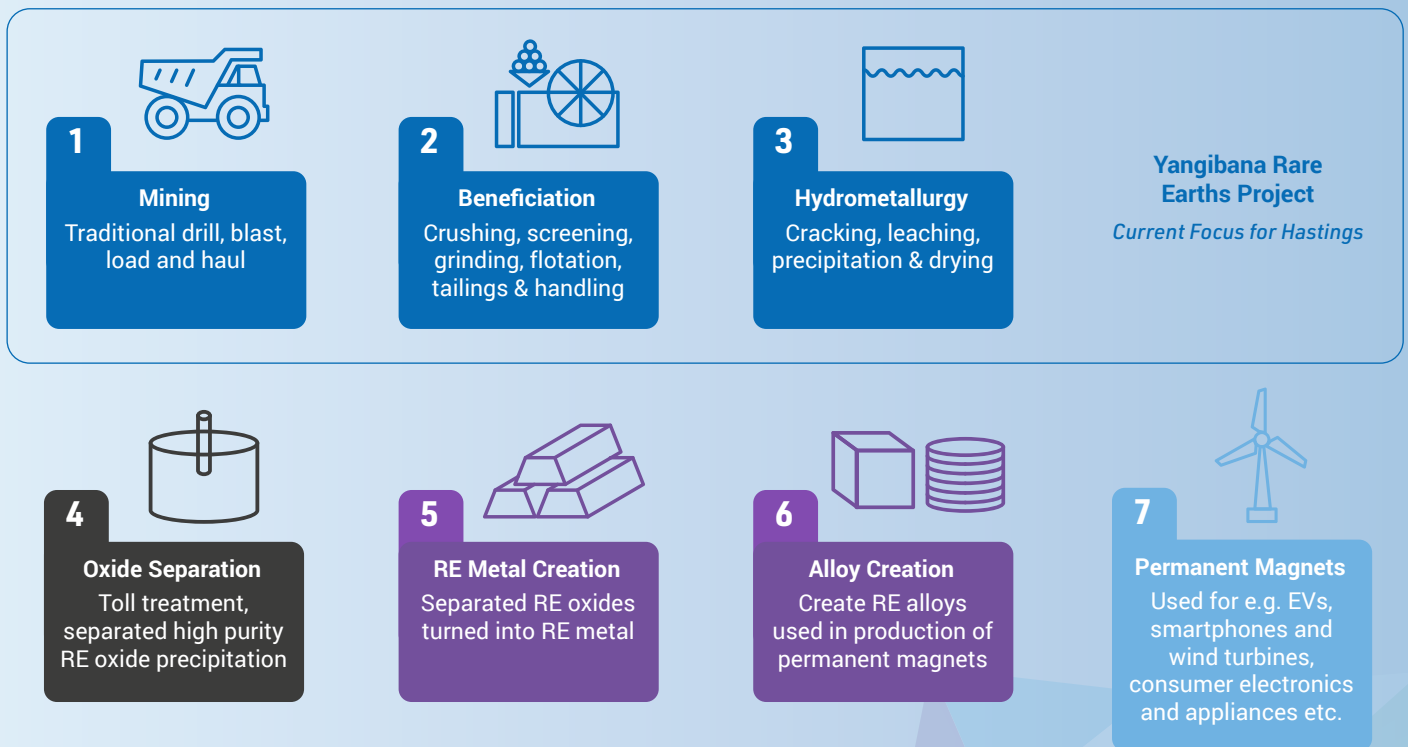 1
Mining
Traditional drill, blast,
load and haul
2
Beneficiation
Crushing, screening,
grinding, flotation,
tailings & handling
3
Hydrometallurgy
Cracking, leaching,
precipitation & drying
Yangibana Rare
Earths Project
Current Focus for Hastings
4
Oxide Separation
Toll treatment,
separated high purity
RE oxide precipitation
5
RE Metal Creation
Separated RE oxides
turned into RE metal
6
Alloy Creation
Create RE alloys
used in production of
permanent magnets
7
Permanent Magnets
Used for e.g. EVs,
smartphones and
wind turbines,
consumer electronics
and appliances etc.